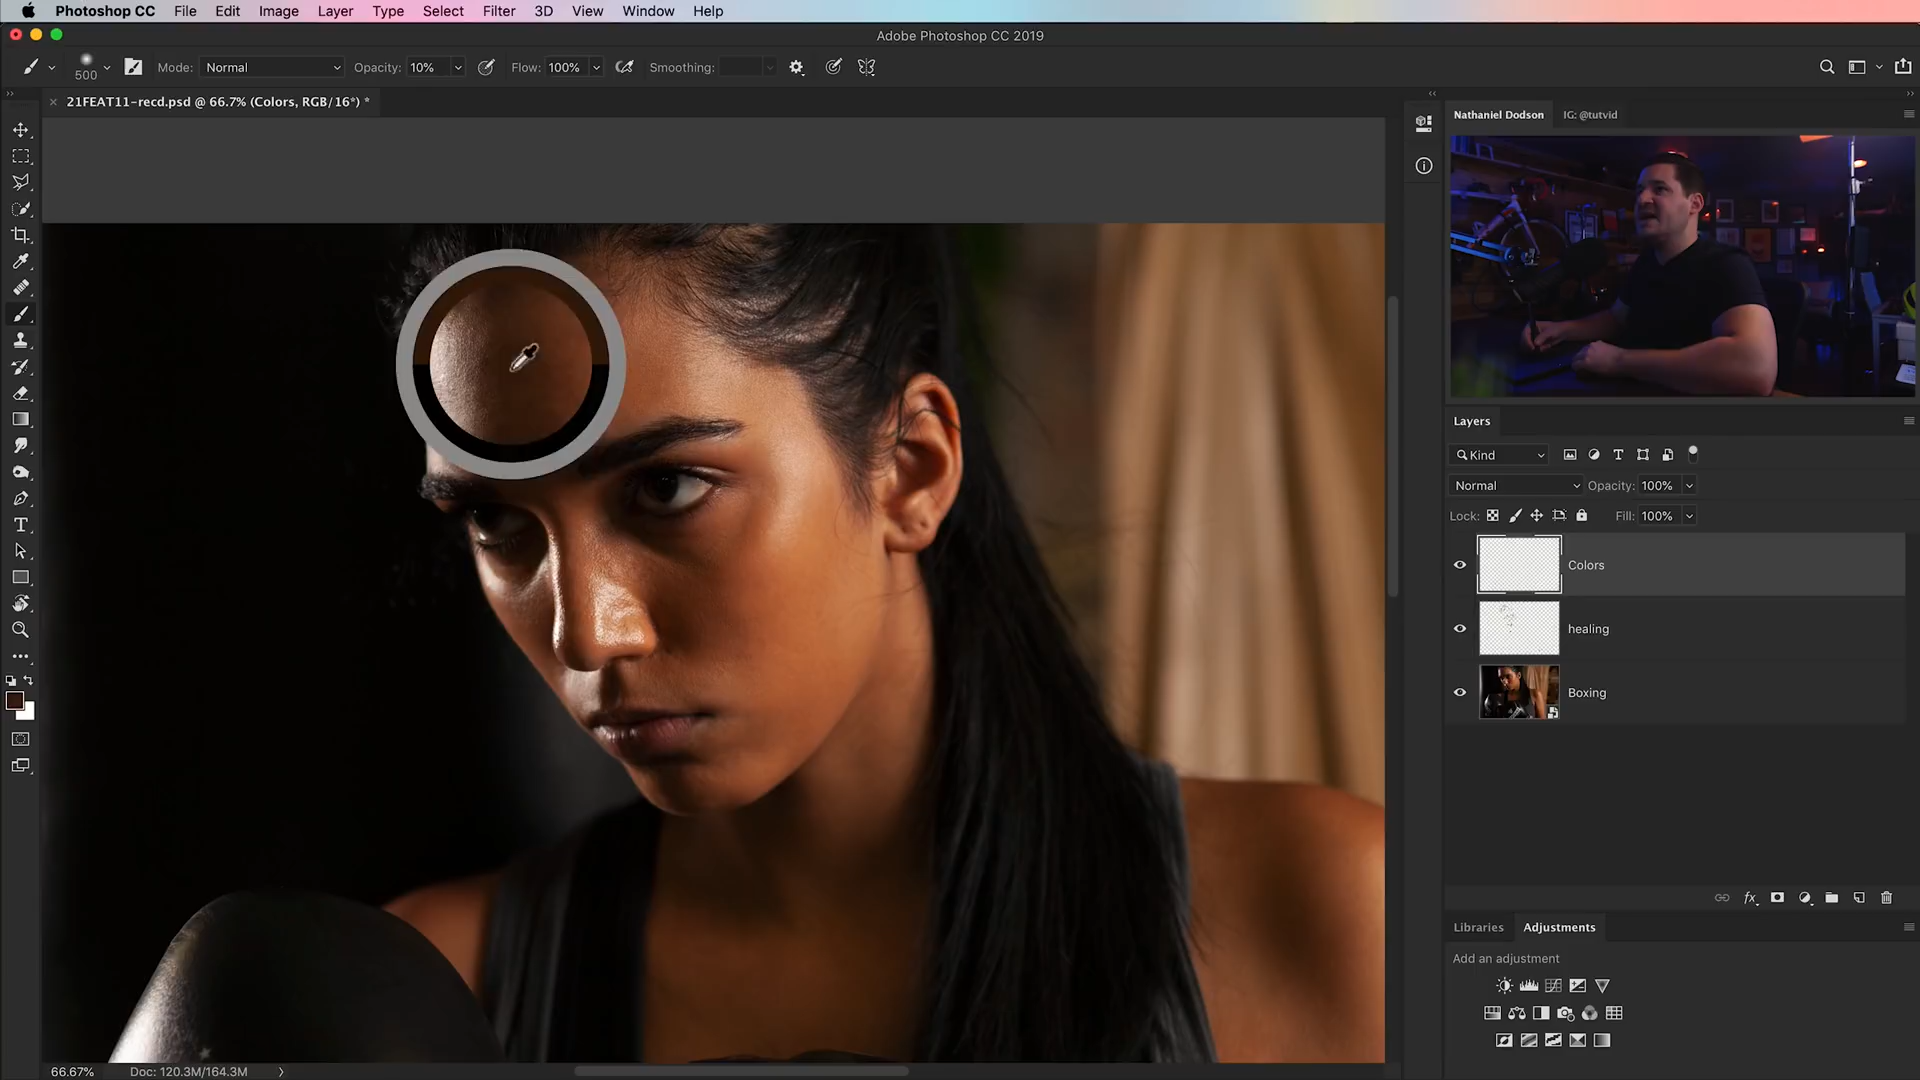 Photoshop CC File Edit Image Layer Type Select Filter 3D View Window Help
Adobe Photoshop CC 2019
500 Mode: Normal Opacity: 10% Flow: 100% Smoothing:
21FEAT11-recd.psd @ 66.7% (Colors, RGB/16*) *
Nathaniel Dodson IG: @tutvid
Layers
Kind
Normal Opacity: 100%
Lock: Fill: 100%
Colors
healing
Boxing
Libraries Adjustments
Add an adjustment
66.67% Doc: 120.3M/164.3M